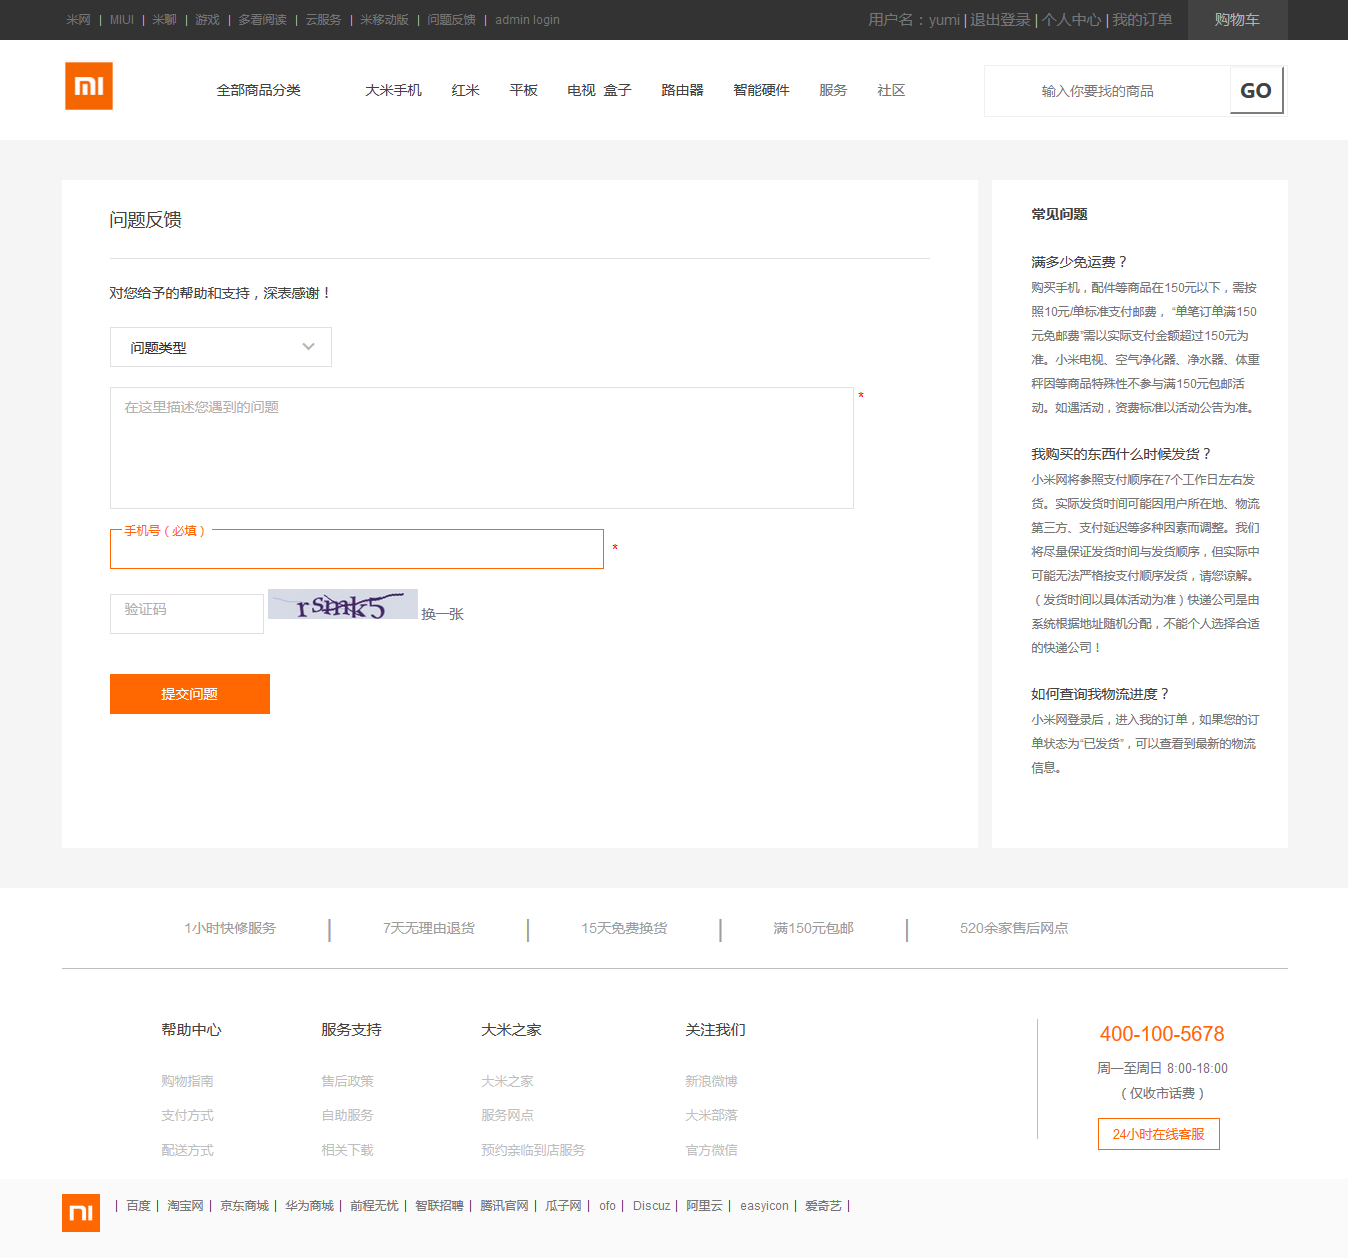 米网 | MIUI | 米聊 | 游戏 | 多看阅读 | 云服务 | 米移动版 | 问题反馈 | admin login
用户名：yumi | 退出登录 | 个人中心 | 我的订单 购物车
全部商品分类 大米手机 红米 平板 电视 盒子 路由器 智能硬件 服务 社区 输入你要找的商品 GO
问题反馈
对您给予的帮助和支持，深表感谢！
问题类型
在这里描述您遇到的问题
*
手机号（必填）
*
验证码 rsmk5 换一张
提交问题
常见问题
满多少免运费？
购买手机，配件等商品在150元以下，需按
照10元/单标准支付邮费， “单笔订单满150
元免邮费”需以实际支付金额超过150元为
准。小米电视、空气净化器、净水器、体重
秤因等商品特殊性不参与满150元包邮活
动。如遇活动，资费标准以活动公告为准。
我购买的东西什么时候发货？
小米网将参照支付顺序在7个工作日左右发
货。实际发货时间可能因用户所在地、物流
第三方、支付延迟等多种因素而调整。我们
将尽量保证发货时间与发货顺序，但实际中
可能无法严格按支付顺序发货，请您谅解。
（发货时间以具体活动为准）快递公司是由
系统根据地址随机分配，不能个人选择合适
的快递公司！
如何查询我物流进度？
小米网登录后，进入我的订单，如果您的订
单状态为“已发货”，可以查看到最新的物流
信息。
1小时快修服务 | 7天无理由退货 | 15天免费换货 | 满150元包邮 | 520余家售后网点
帮助中心 服务支持 大米之家 关注我们
购物指南 售后政策 大米之家 新浪微博
支付方式 自助服务 服务网点 大米部落
配送方式 相关下载 预约亲临到店服务 官方微信
400-100-5678
周一至周日 8:00-18:00
（仅收市话费）
24小时在线客服
| 百度 | 淘宝网 | 京东商城 | 华为商城 | 前程无忧 | 智联招聘 | 腾讯官网 | 瓜子网 | ofo | Discuz | 阿里云 | easyicon | 爱奇艺 |